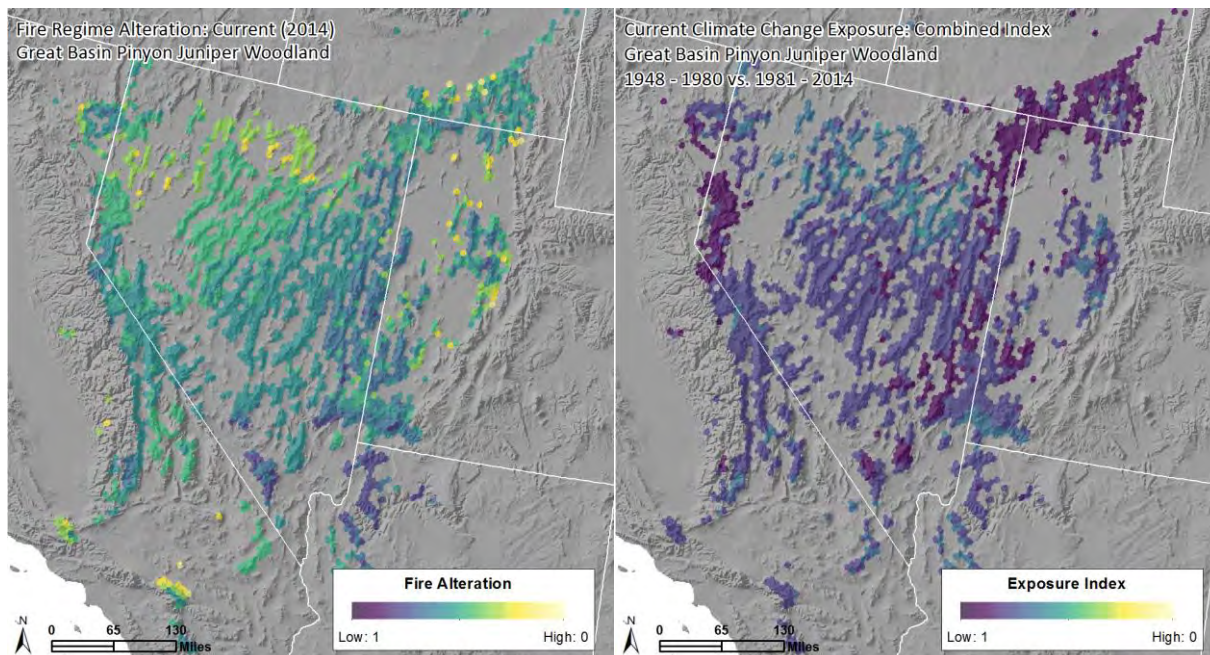 Fire Regime Alteration: Current (2014)
Great Basin Pinyon Juniper Woodland
Fire Alteration
Low: 1 High: 0
N
0 65 130
Miles
Current Climate Change Exposure: Combined Index
Great Basin Pinyon Juniper Woodland
1948 - 1980 vs. 1981 - 2014
Exposure Index
Low: 1 High: 0
N
0 65 130
Miles